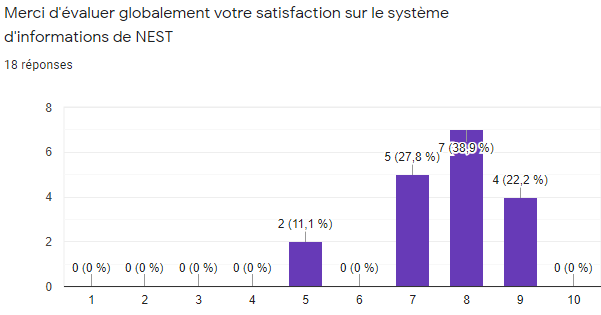 Merci d'évaluer globalement votre satisfaction sur le système
d'informations de NEST
18 réponses
8
6
4
2
0
0 (0 %)
0 (0 %)
0 (0 %)
0 (0 %)
2 (11,1 %)
0 (0 %)
5 (27,8 %)
7 (38,9 %)
4 (22,2 %)
0 (0 %)
1 2 3 4 5 6 7 8 9 10